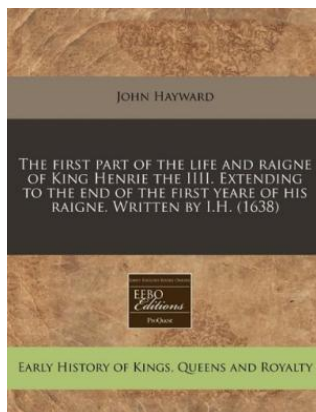 John Hayward
The first part of the life and raigne
of King Henrie the IIII. Extending
to the end of the first yeare of his
raigne. Written by I.H. (1638)
EEBO
Editions
ProQuest
Early History of Kings, Queens and Royalty